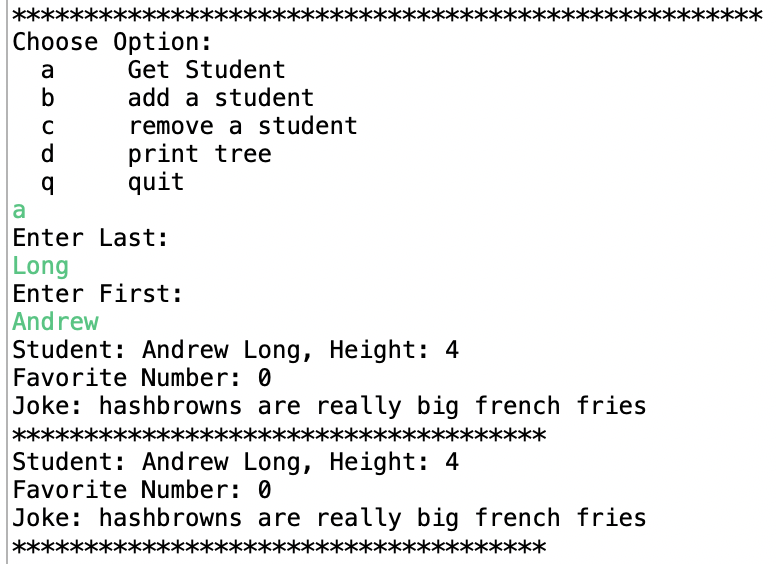 ****************************************************
Choose Option:
  a     Get Student
  b     add a student
  c     remove a student
  d     print tree
  q     quit
a
Enter Last:
Long
Enter First:
Andrew
Student: Andrew Long, Height: 4
Favorite Number: 0
Joke: hashbrowns are really big french fries
*************************************
Student: Andrew Long, Height: 4
Favorite Number: 0
Joke: hashbrowns are really big french fries
*************************************